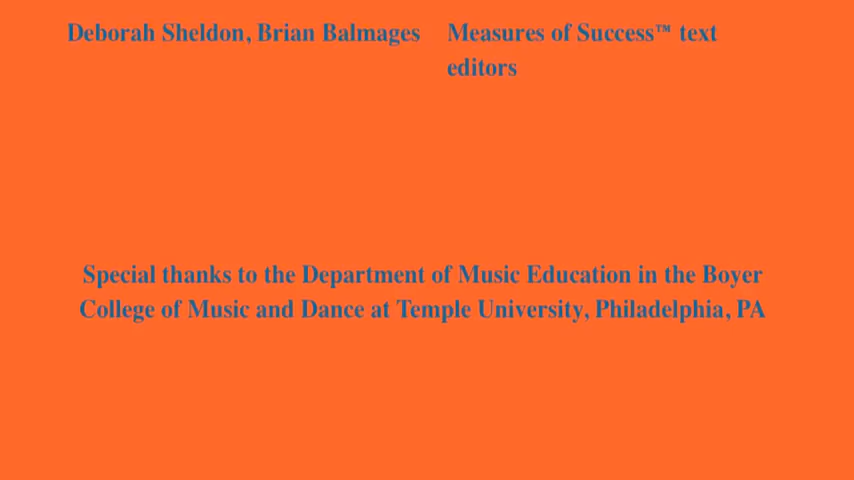 Deborah Sheldon, Brian Balmages
Measures of Success™ text
editors
Special thanks to the Department of Music Education in the Boyer
College of Music and Dance at Temple University, Philadelphia, PA